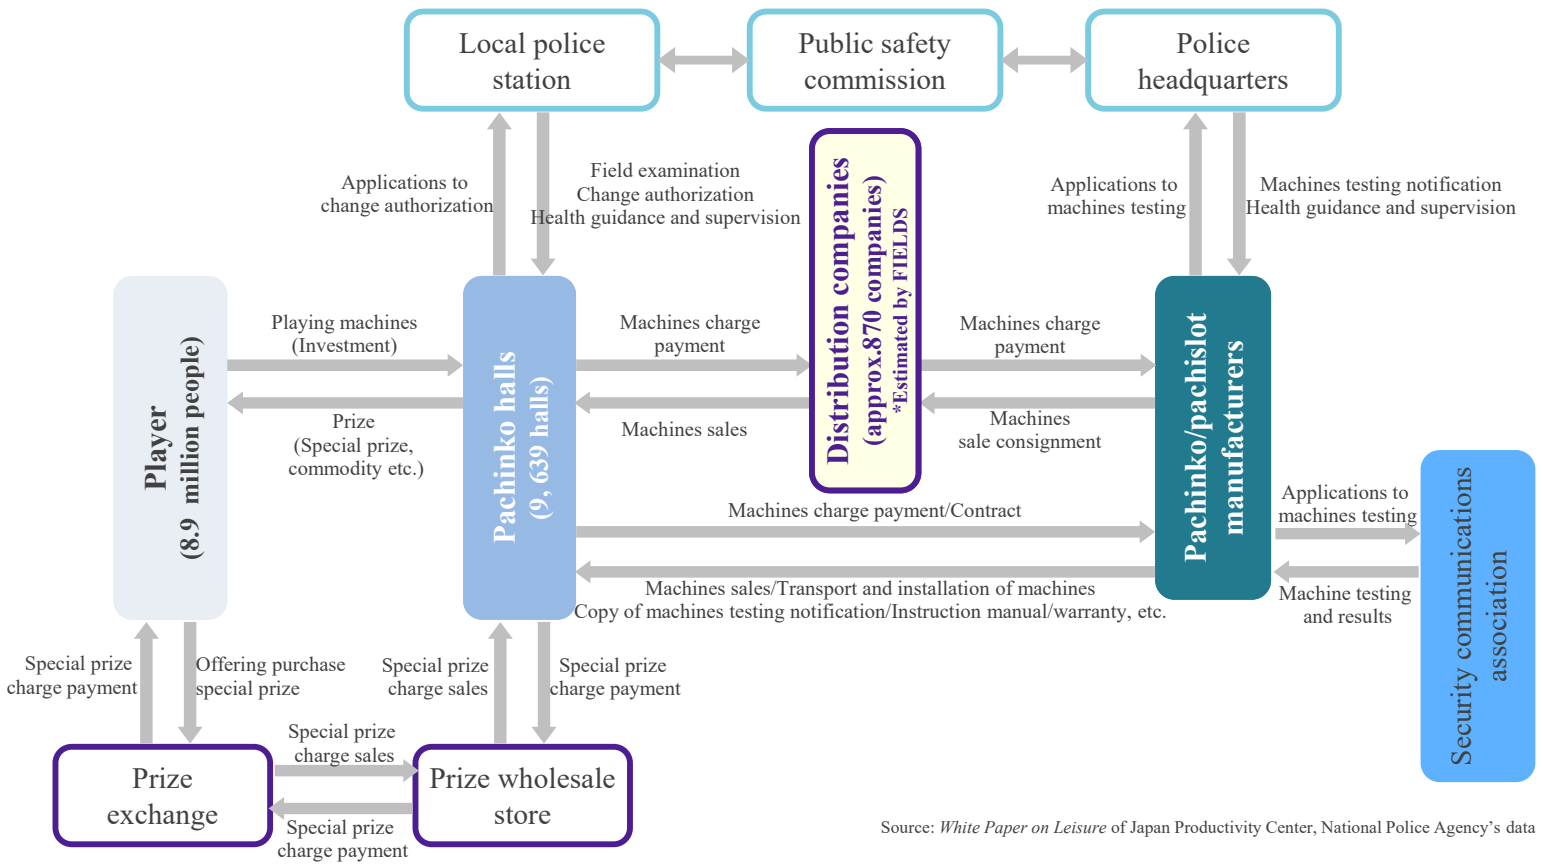 Local police
station
Public safety
commission
Police
headquarters
Applications to
change authorization
Field examination
Change authorization
Health guidance and supervision
Distribution companies
(approx.870 companies)
*Estimated by FIELDS
Applications to
machines testing
Machines testing notification
Health guidance and supervision
Player
(8.9 million people)
Playing machines
(Investment)
Prize
(Special prize,
commodity etc.)
Pachinko halls
(9, 639 halls)
Machines charge
payment
Machines sales
Machines charge
payment
Machines
sale consignment
Pachinko/pachislot
manufacturers
Machines charge payment/Contract
Machines sales/Transport and installation of machines
Copy of machines testing notification/Instruction manual/warranty, etc.
Applications to
machines testing
Machine testing
and results
Security communications
association
Special prize
charge payment
Offering purchase
special prize
Special prize
charge sales
Special prize
charge payment
Prize
exchange
Special prize
charge sales
Special prize
charge payment
Prize wholesale
store
Source: White Paper on Leisure of Japan Productivity Center, National Police Agency’s data